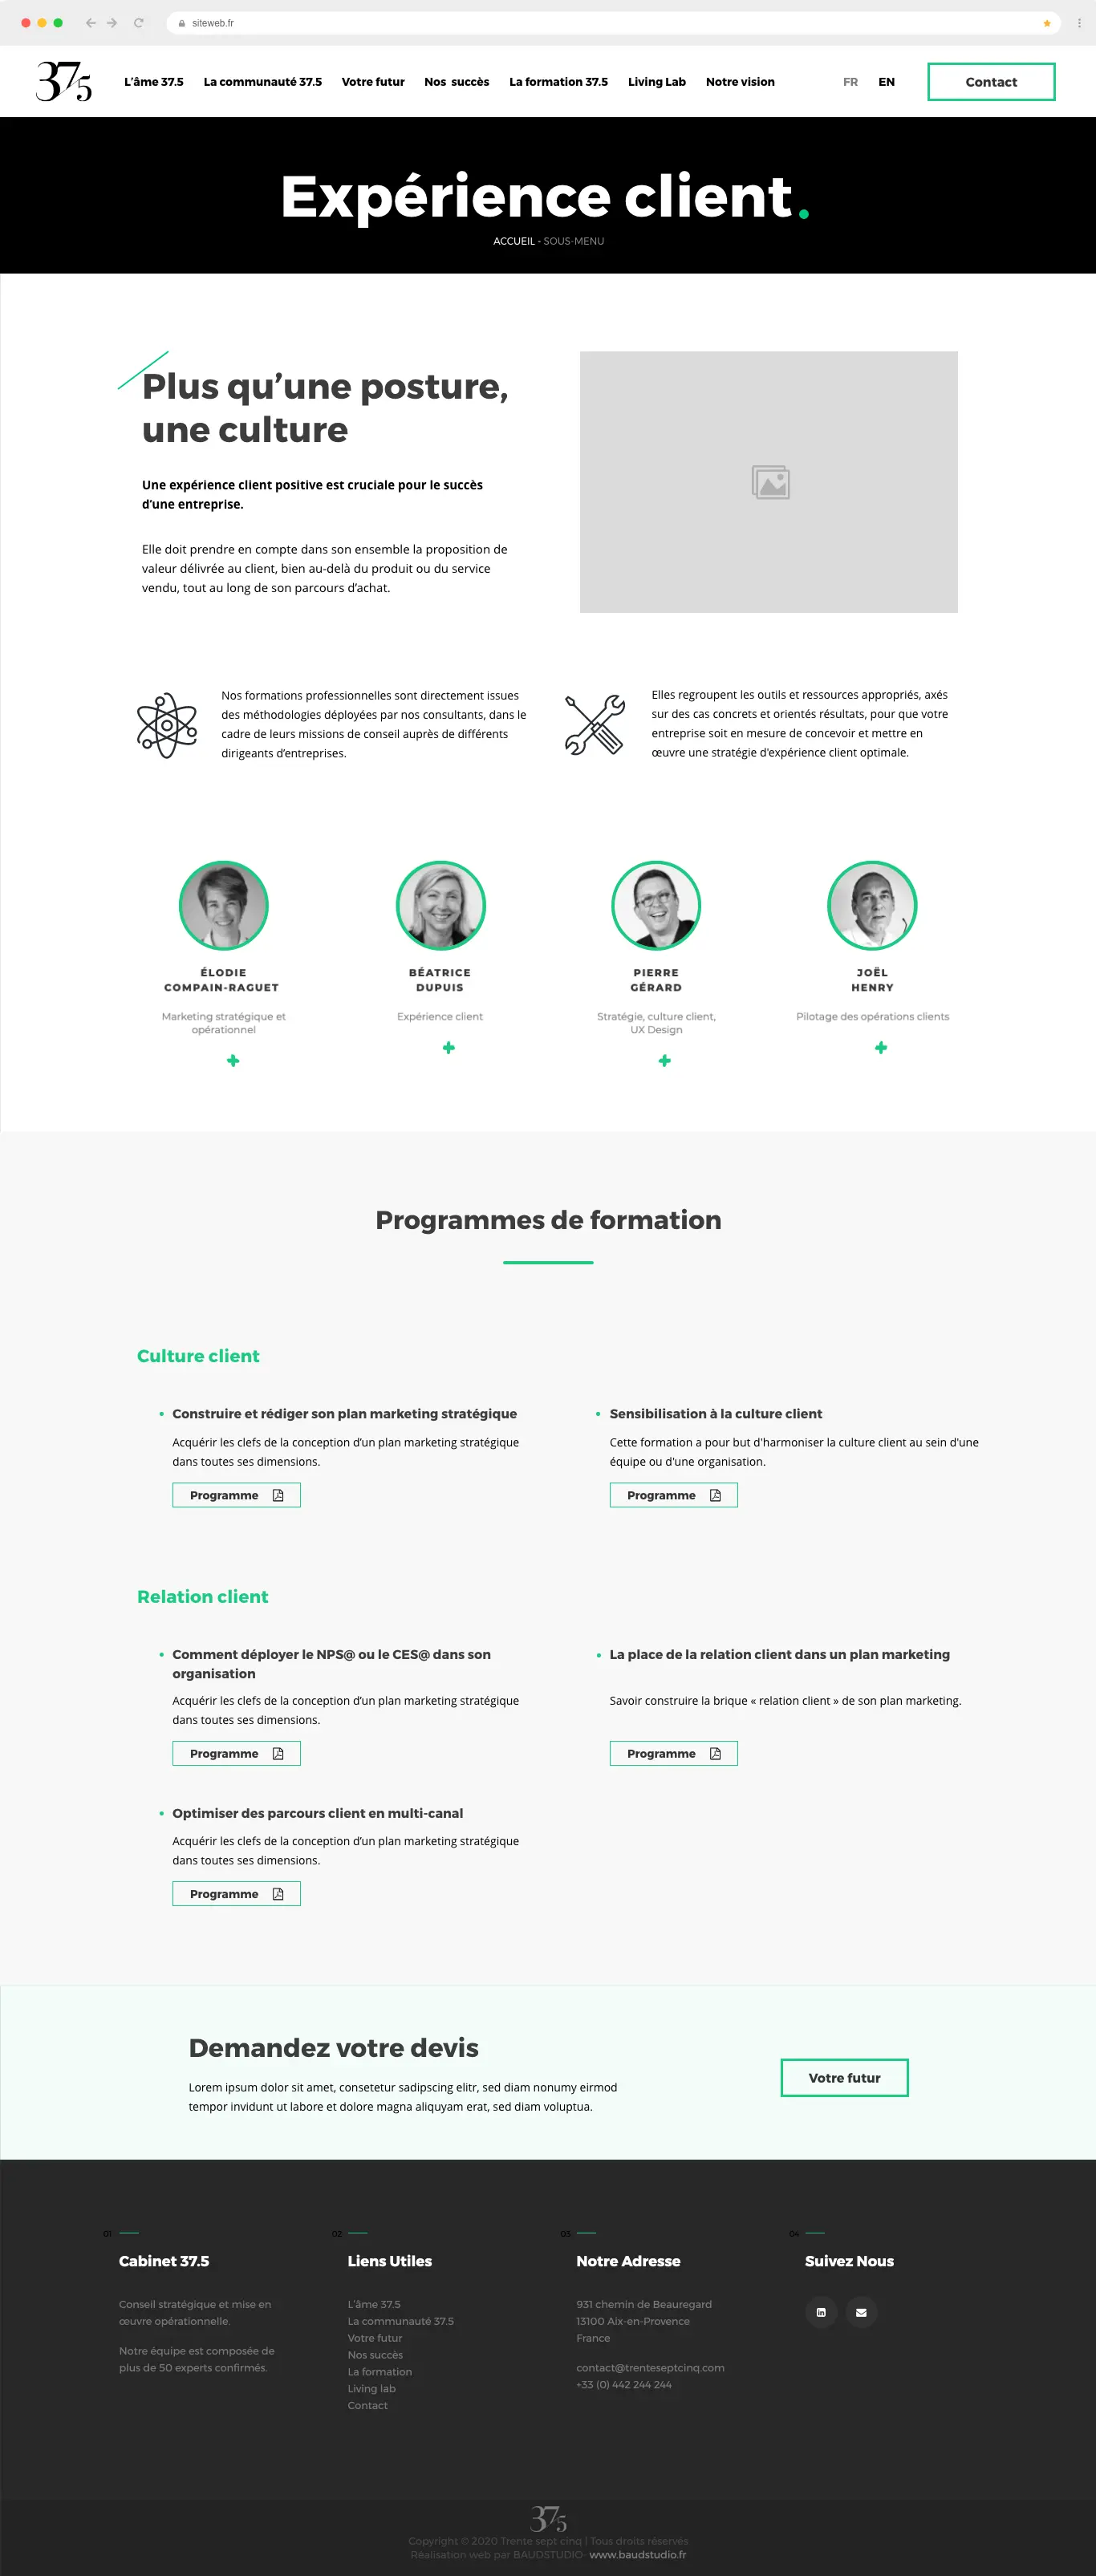 siteweb.fr
37.5
L'âme 37.5 La communauté 37.5 Votre futur Nos succès La formation 37.5 Living Lab Notre vision FR EN Contact
Expérience client.
ACCUEIL - SOUS-MENU
Plus qu'une posture,
une culture
Une expérience client positive est cruciale pour le succès
d'une entreprise.
Elle doit prendre en compte dans son ensemble la proposition de
valeur délivrée au client, bien au-delà du produit ou du service
vendu, tout au long de son parcours d'achat.
Nos formations professionnelles sont directement issues
des méthodologies déployées par nos consultants, dans le
cadre de leurs missions de conseil auprès de différents
dirigeants d'entreprises.
Elles regroupent les outils et ressources appropriés, axés
sur des cas concrets et orientés résultats, pour que votre
entreprise soit en mesure de concevoir et mettre en
œuvre une stratégie d'expérience client optimale.
ÉLODIE
COMPAIN-RAGUET
Marketing stratégique et
opérationnel
BÉATRICE
DUPUIS
Expérience client
PIERRE
GÉRARD
Stratégie, culture client,
UX Design
JOËL
HENRY
Pilotage des opérations clients
Programmes de formation
Culture client
Construire et rédiger son plan marketing stratégique
Acquérir les clefs de la conception d'un plan marketing stratégique
dans toutes ses dimensions.
Programme
Sensibilisation à la culture client
Cette formation a pour but d'harmoniser la culture client au sein d'une
équipe ou d'une organisation.
Programme
Relation client
Comment déployer le NPS@ ou le CES@ dans son
organisation
Acquérir les clefs de la conception d'un plan marketing stratégique
dans toutes ses dimensions.
Programme
La place de la relation client dans un plan marketing
Savoir construire la brique « relation client » de son plan marketing.
Programme
Optimiser des parcours client en multi-canal
Acquérir les clefs de la conception d'un plan marketing stratégique
dans toutes ses dimensions.
Programme
Demandez votre devis
Lorem ipsum dolor sit amet, consetetur sadipscing elitr, sed diam nonumy eirmod
tempor invidunt ut labore et dolore magna aliquyam erat, sed diam voluptua.
Votre futur
01
Cabinet 37.5
Conseil stratégique et mise en
œuvre opérationnelle.
Notre équipe est composée de
plus de 50 experts confirmés.
02
Liens Utiles
L'âme 37.5
La communauté 37.5
Votre futur
Nos succès
La formation
Living lab
Contact
03
Notre Adresse
931 chemin de Beauregard
13100 Aix-en-Provence
France
contact@trenteseptcinq.com
+33 (0) 442 244 244
04
Suivez Nous
37.5
Copyright © 2020 Trente sept cinq | Tous droits réservés
Réalisation web par BAUDSTUDIO- www.baudstudio.fr